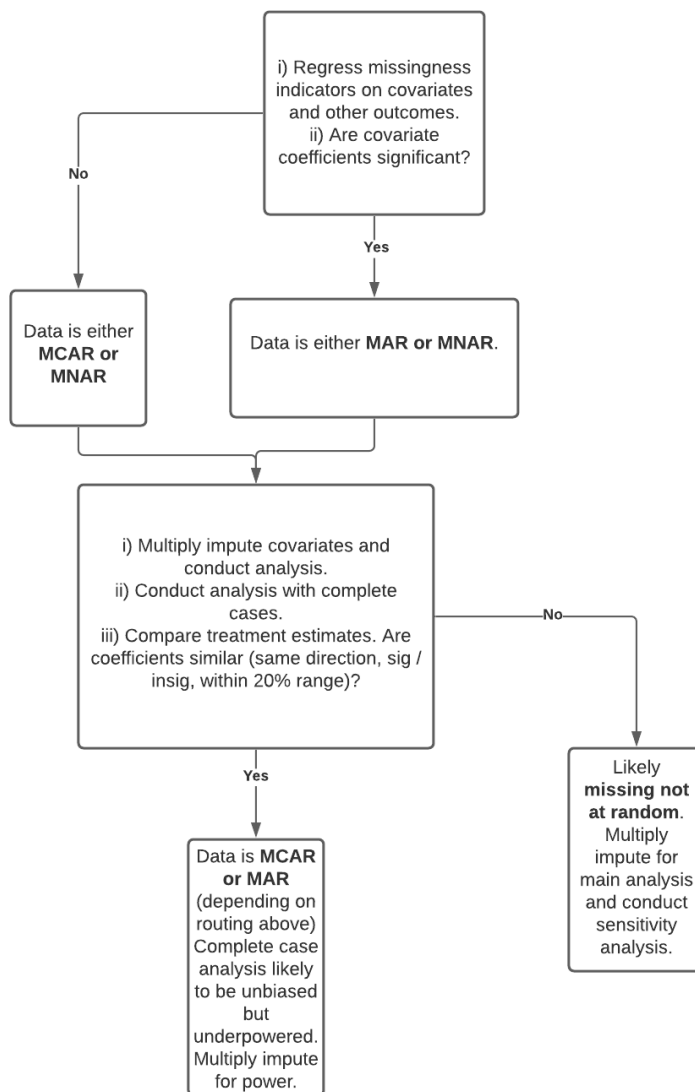 i) Regress missingness
indicators on covariates
and other outcomes.
ii) Are covariate
coefficients significant?
No
Yes
Data is either
MCAR or
MNAR
Data is either MAR or MNAR.
i) Multiply impute covariates and
conduct analysis.
ii) Conduct analysis with complete
cases.
iii) Compare treatment estimates. Are
coefficients similar (same direction, sig /
insig, within 20% range)?
No
Yes
Likely
missing not
at random.
Multiply
impute for
main analysis
and conduct
sensitivity
analysis.
Data is MCAR
or MAR
(depending on
routing above)
Complete case
analysis likely
to be unbiased
but
underpowered.
Multiply impute
for power.